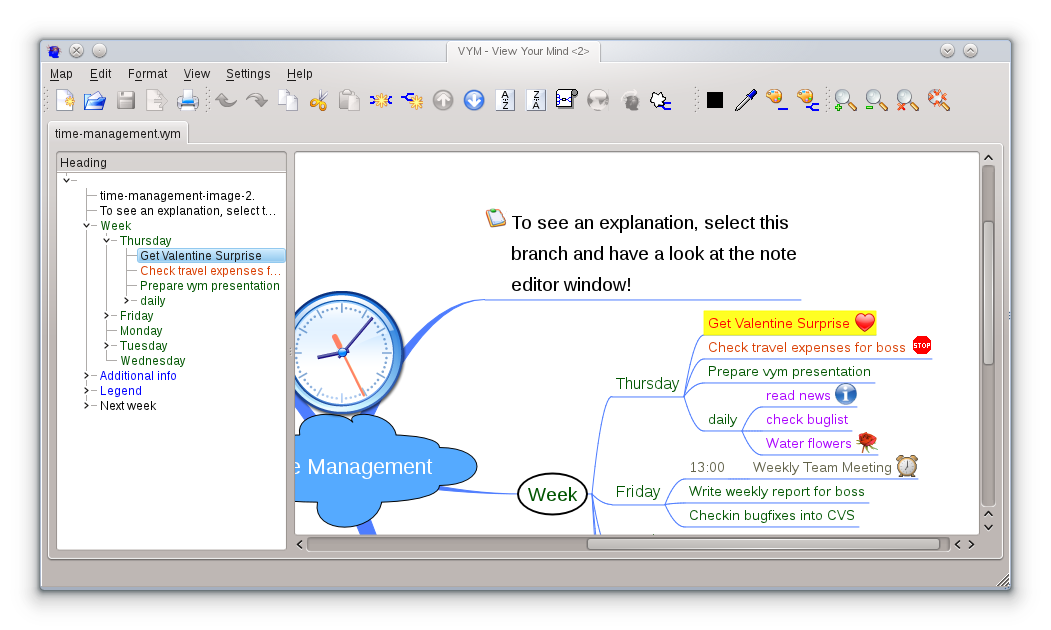 VYM - View Your Mind <2>
Map Edit Format View Settings Help
A Z
Z A
time-management.vym
Heading
time-management-image-2.
To see an explanation, select t...
Week
Thursday
Get Valentine Surprise
Check travel expenses f...
Prepare vym presentation
daily
Friday
Monday
Tuesday
Wednesday
Additional info
Legend
Next week
To see an explanation, select this
branch and have a look at the note
editor window!
Get Valentine Surprise
Check travel expenses for boss STOP
Thursday
Prepare vym presentation
read news
daily
check buglist
Water flowers
e Management
Week
13:00 Weekly Team Meeting
Friday
Write weekly report for boss
Checkin bugfixes into CVS